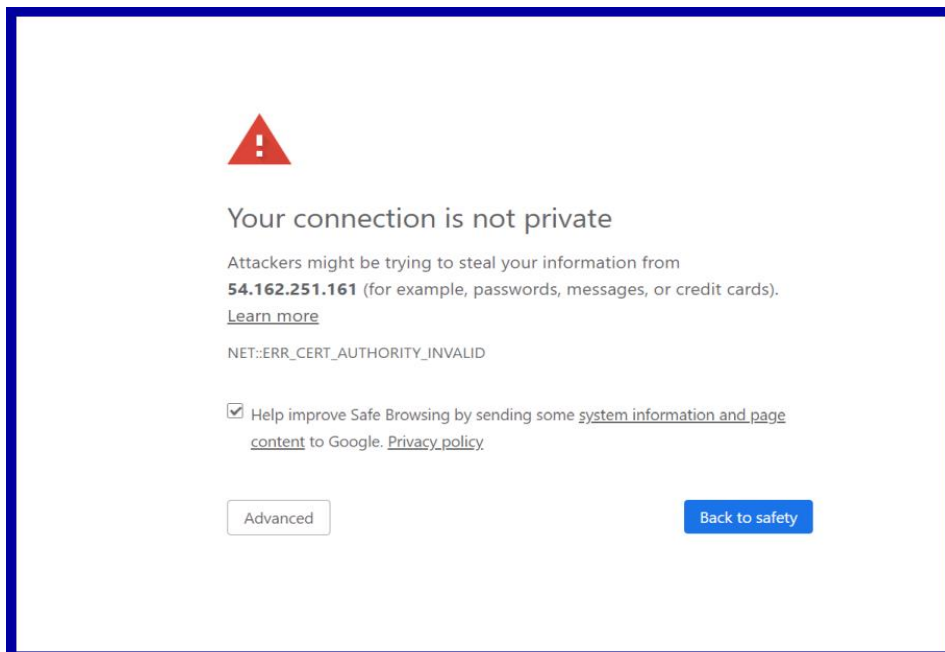 Your connection is not private
Attackers might be trying to steal your information from
54.162.251.161 (for example, passwords, messages, or credit cards).
Learn more
NET::ERR_CERT_AUTHORITY_INVALID
Help improve Safe Browsing by sending some system information and page
content to Google. Privacy policy
Advanced
Back to safety